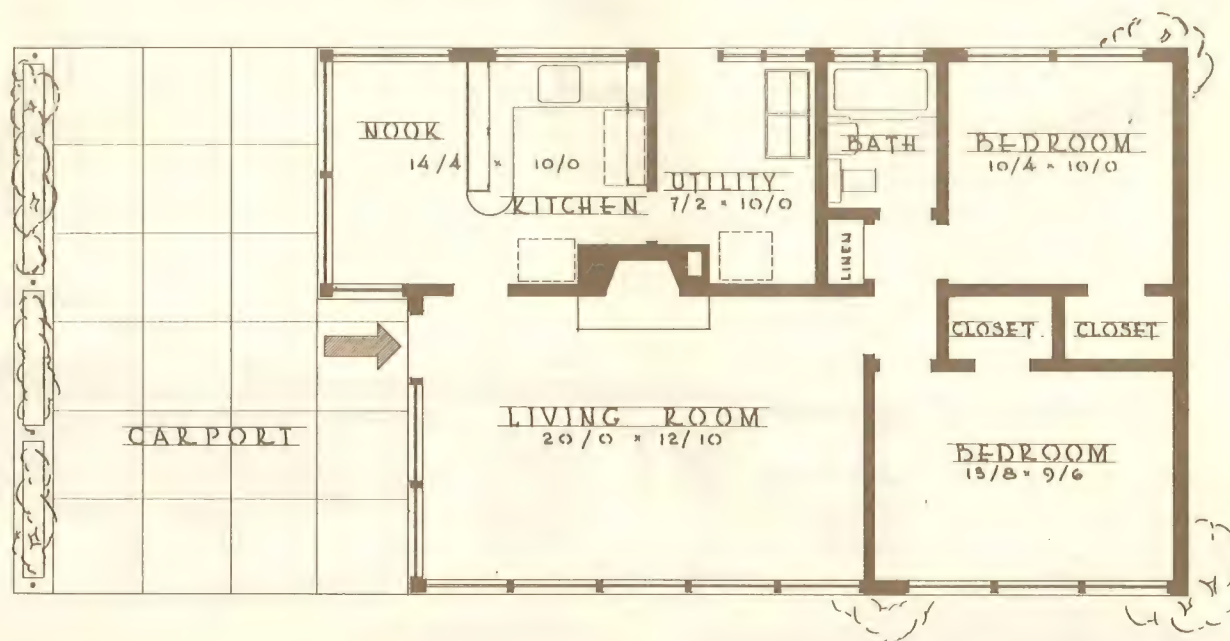 NOOK
14/4 × 10/0
KITCHEN
UTILITY
7/2 × 10/0
BATH
LINEN
BEDROOM
10/4 × 10/0
CLOSET
CLOSET
CARPORT
LIVING ROOM
20/0 × 12/10
BEDROOM
13/8 × 9/6